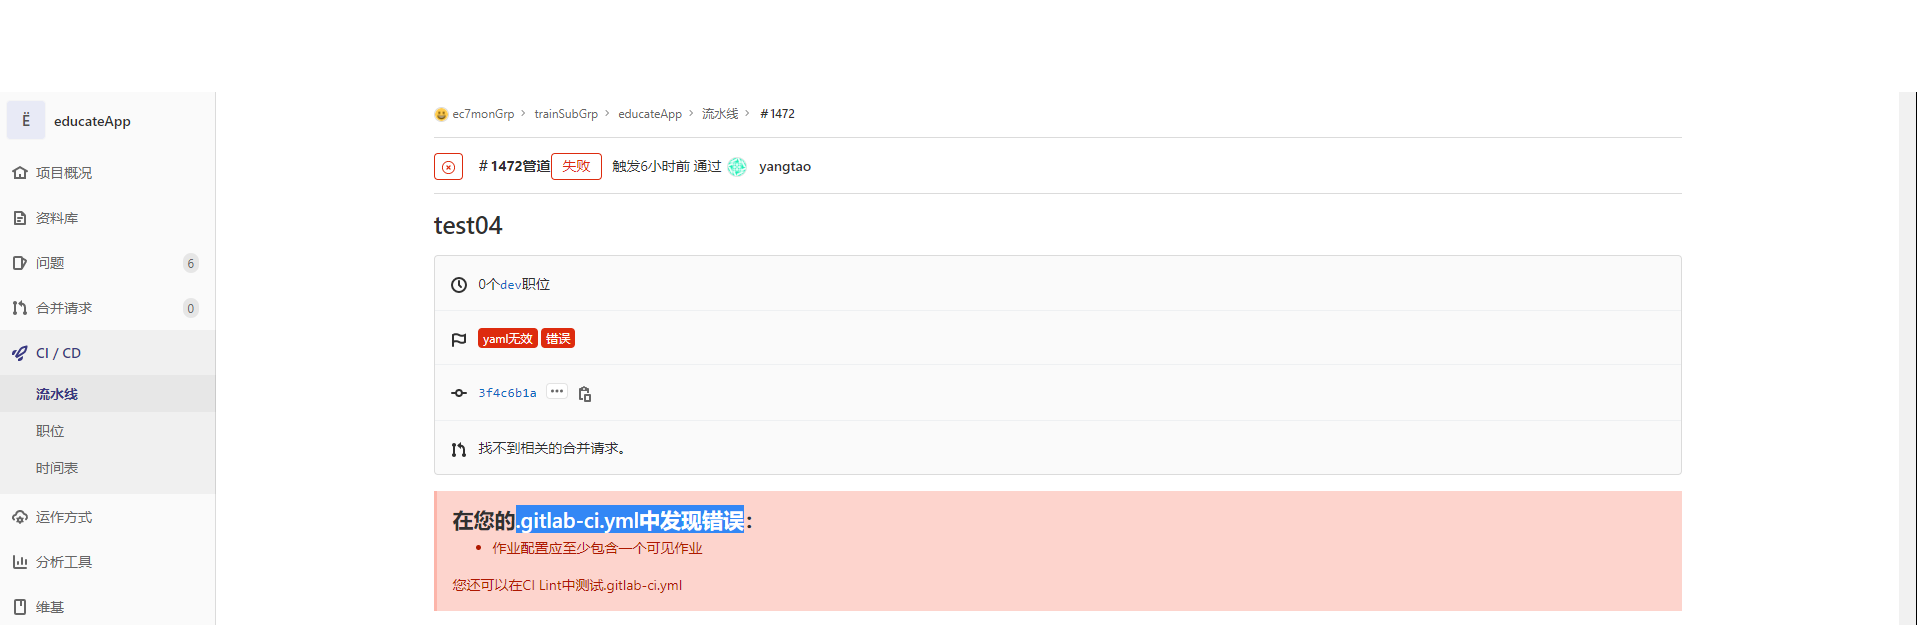 Ë educateApp
项目概况
资料库
问题 6
合并请求 0
CI / CD
流水线
职位
时间表
运作方式
分析工具
维基
ec7monGrp › trainSubGrp › educateApp › 流水线 › #1472
#1472管道 失败 触发6小时前 通过 yangtao
test04
0个dev职位
yaml无效 错误
3f4c6b1a ···
找不到相关的合并请求。
在您的.gitlab-ci.yml中发现错误：
• 作业配置应至少包含一个可见作业
您还可以在CI Lint中测试.gitlab-ci.yml